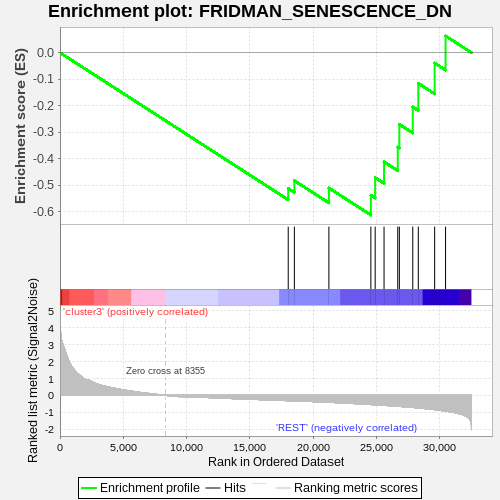 Enrichment plot: FRIDMAN_SENESCENCE_DN
Enrichment score (ES)
0.0
-0.1
-0.2
-0.3
-0.4
-0.5
-0.6
'cluster3' (positively correlated)
Ranked list metric (Signal2Noise)
5
4
3
2
1
0
-1
-2
Zero cross at 8355
'REST' (negatively correlated)
0 5,000 10,000 15,000 20,000 25,000 30,000
Rank in Ordered Dataset
Enrichment profile Hits Ranking metric scores